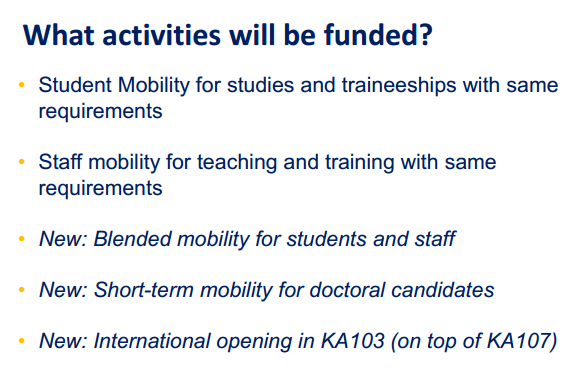 What activities will be funded?
• Student Mobility for studies and traineeships with same
requirements
• Staff mobility for teaching and training with same
requirements
• New: Blended mobility for students and staff
• New: Short-term mobility for doctoral candidates
• New: International opening in KA103 (on top of KA107)